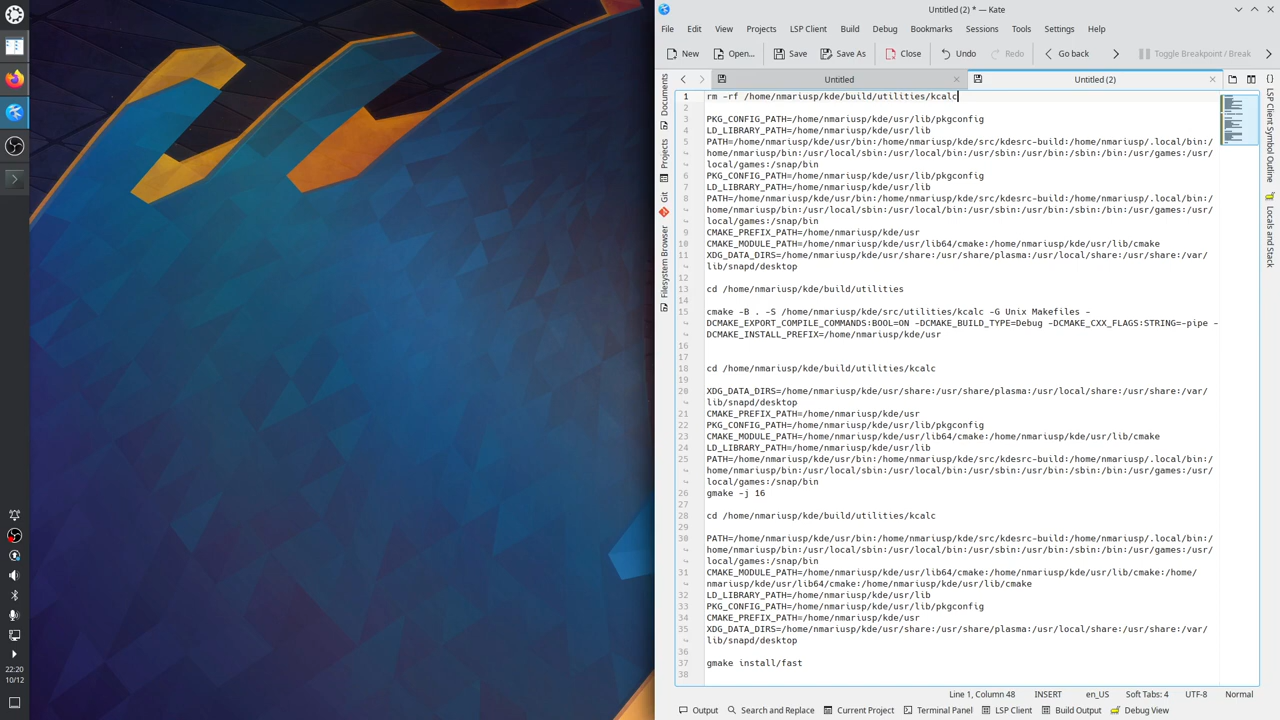 Untitled (2) * — Kate
File Edit View Projects LSP Client Build Debug Bookmarks Sessions Tools Settings Help
New Open... Save Save As Close Undo Redo Go back Toggle Breakpoint / Break
Untitled
Untitled (2)
Documents
Projects
Git
Filesystem Browser
1 rm -rf /home/nmariusp/kde/build/utilities/kcalc
2
3 PKG_CONFIG_PATH=/home/nmariusp/kde/usr/lib/pkgconfig
4 LD_LIBRARY_PATH=/home/nmariusp/kde/usr/lib
5 PATH=/home/nmariusp/kde/usr/bin:/home/nmariusp/kde/src/kdesrc-build:/home/nmariusp/.local/bin:/
home/nmariusp/bin:/usr/local/sbin:/usr/local/bin:/usr/sbin:/usr/bin:/sbin:/bin:/usr/games:/usr/
local/games:/snap/bin
6 PKG_CONFIG_PATH=/home/nmariusp/kde/usr/lib/pkgconfig
7 LD_LIBRARY_PATH=/home/nmariusp/kde/usr/lib
8 PATH=/home/nmariusp/kde/usr/bin:/home/nmariusp/kde/src/kdesrc-build:/home/nmariusp/.local/bin:/
home/nmariusp/bin:/usr/local/sbin:/usr/local/bin:/usr/sbin:/usr/bin:/sbin:/bin:/usr/games:/usr/
local/games:/snap/bin
9 CMAKE_PREFIX_PATH=/home/nmariusp/kde/usr
10 CMAKE_MODULE_PATH=/home/nmariusp/kde/usr/lib64/cmake:/home/nmariusp/kde/usr/lib/cmake
11 XDG_DATA_DIRS=/home/nmariusp/kde/usr/share:/usr/share/plasma:/usr/local/share:/usr/share:/var/
lib/snapd/desktop
12
13 cd /home/nmariusp/kde/build/utilities
14
15 cmake -B . -S /home/nmariusp/kde/src/utilities/kcalc -G Unix Makefiles -
DCMAKE_EXPORT_COMPILE_COMMANDS:BOOL=ON -DCMAKE_BUILD_TYPE=Debug -DCMAKE_CXX_FLAGS:STRING=-pipe -
DCMAKE_INSTALL_PREFIX=/home/nmariusp/kde/usr
16
17
18 cd /home/nmariusp/kde/build/utilities/kcalc
19
20 XDG_DATA_DIRS=/home/nmariusp/kde/usr/share:/usr/share/plasma:/usr/local/share:/usr/share:/var/
lib/snapd/desktop
21 CMAKE_PREFIX_PATH=/home/nmariusp/kde/usr
22 PKG_CONFIG_PATH=/home/nmariusp/kde/usr/lib/pkgconfig
23 CMAKE_MODULE_PATH=/home/nmariusp/kde/usr/lib64/cmake:/home/nmariusp/kde/usr/lib/cmake
24 LD_LIBRARY_PATH=/home/nmariusp/kde/usr/lib
25 PATH=/home/nmariusp/kde/usr/bin:/home/nmariusp/kde/src/kdesrc-build:/home/nmariusp/.local/bin:/
home/nmariusp/bin:/usr/local/sbin:/usr/local/bin:/usr/sbin:/usr/bin:/sbin:/bin:/usr/games:/usr/
local/games:/snap/bin
26 gmake -j 16
27
28 cd /home/nmariusp/kde/build/utilities/kcalc
29
30 PATH=/home/nmariusp/kde/usr/bin:/home/nmariusp/kde/src/kdesrc-build:/home/nmariusp/.local/bin:/
home/nmariusp/bin:/usr/local/sbin:/usr/local/bin:/usr/sbin:/usr/bin:/sbin:/bin:/usr/games:/usr/
local/games:/snap/bin
31 CMAKE_MODULE_PATH=/home/nmariusp/kde/usr/lib64/cmake:/home/nmariusp/kde/usr/lib/cmake:/home/
nmariusp/kde/usr/lib64/cmake:/home/nmariusp/kde/usr/lib/cmake
32 LD_LIBRARY_PATH=/home/nmariusp/kde/usr/lib
33 PKG_CONFIG_PATH=/home/nmariusp/kde/usr/lib/pkgconfig
34 CMAKE_PREFIX_PATH=/home/nmariusp/kde/usr
35 XDG_DATA_DIRS=/home/nmariusp/kde/usr/share:/usr/share/plasma:/usr/local/share:/usr/share:/var/
lib/snapd/desktop
36
37 gmake install/fast
38
LSP Client Symbol Outline
Locals and Stack
Line 1, Column 48 INSERT en_US Soft Tabs: 4 UTF-8 Normal
Output Search and Replace Current Project Terminal Panel LSP Client Build Output Debug View
22:20
10/12